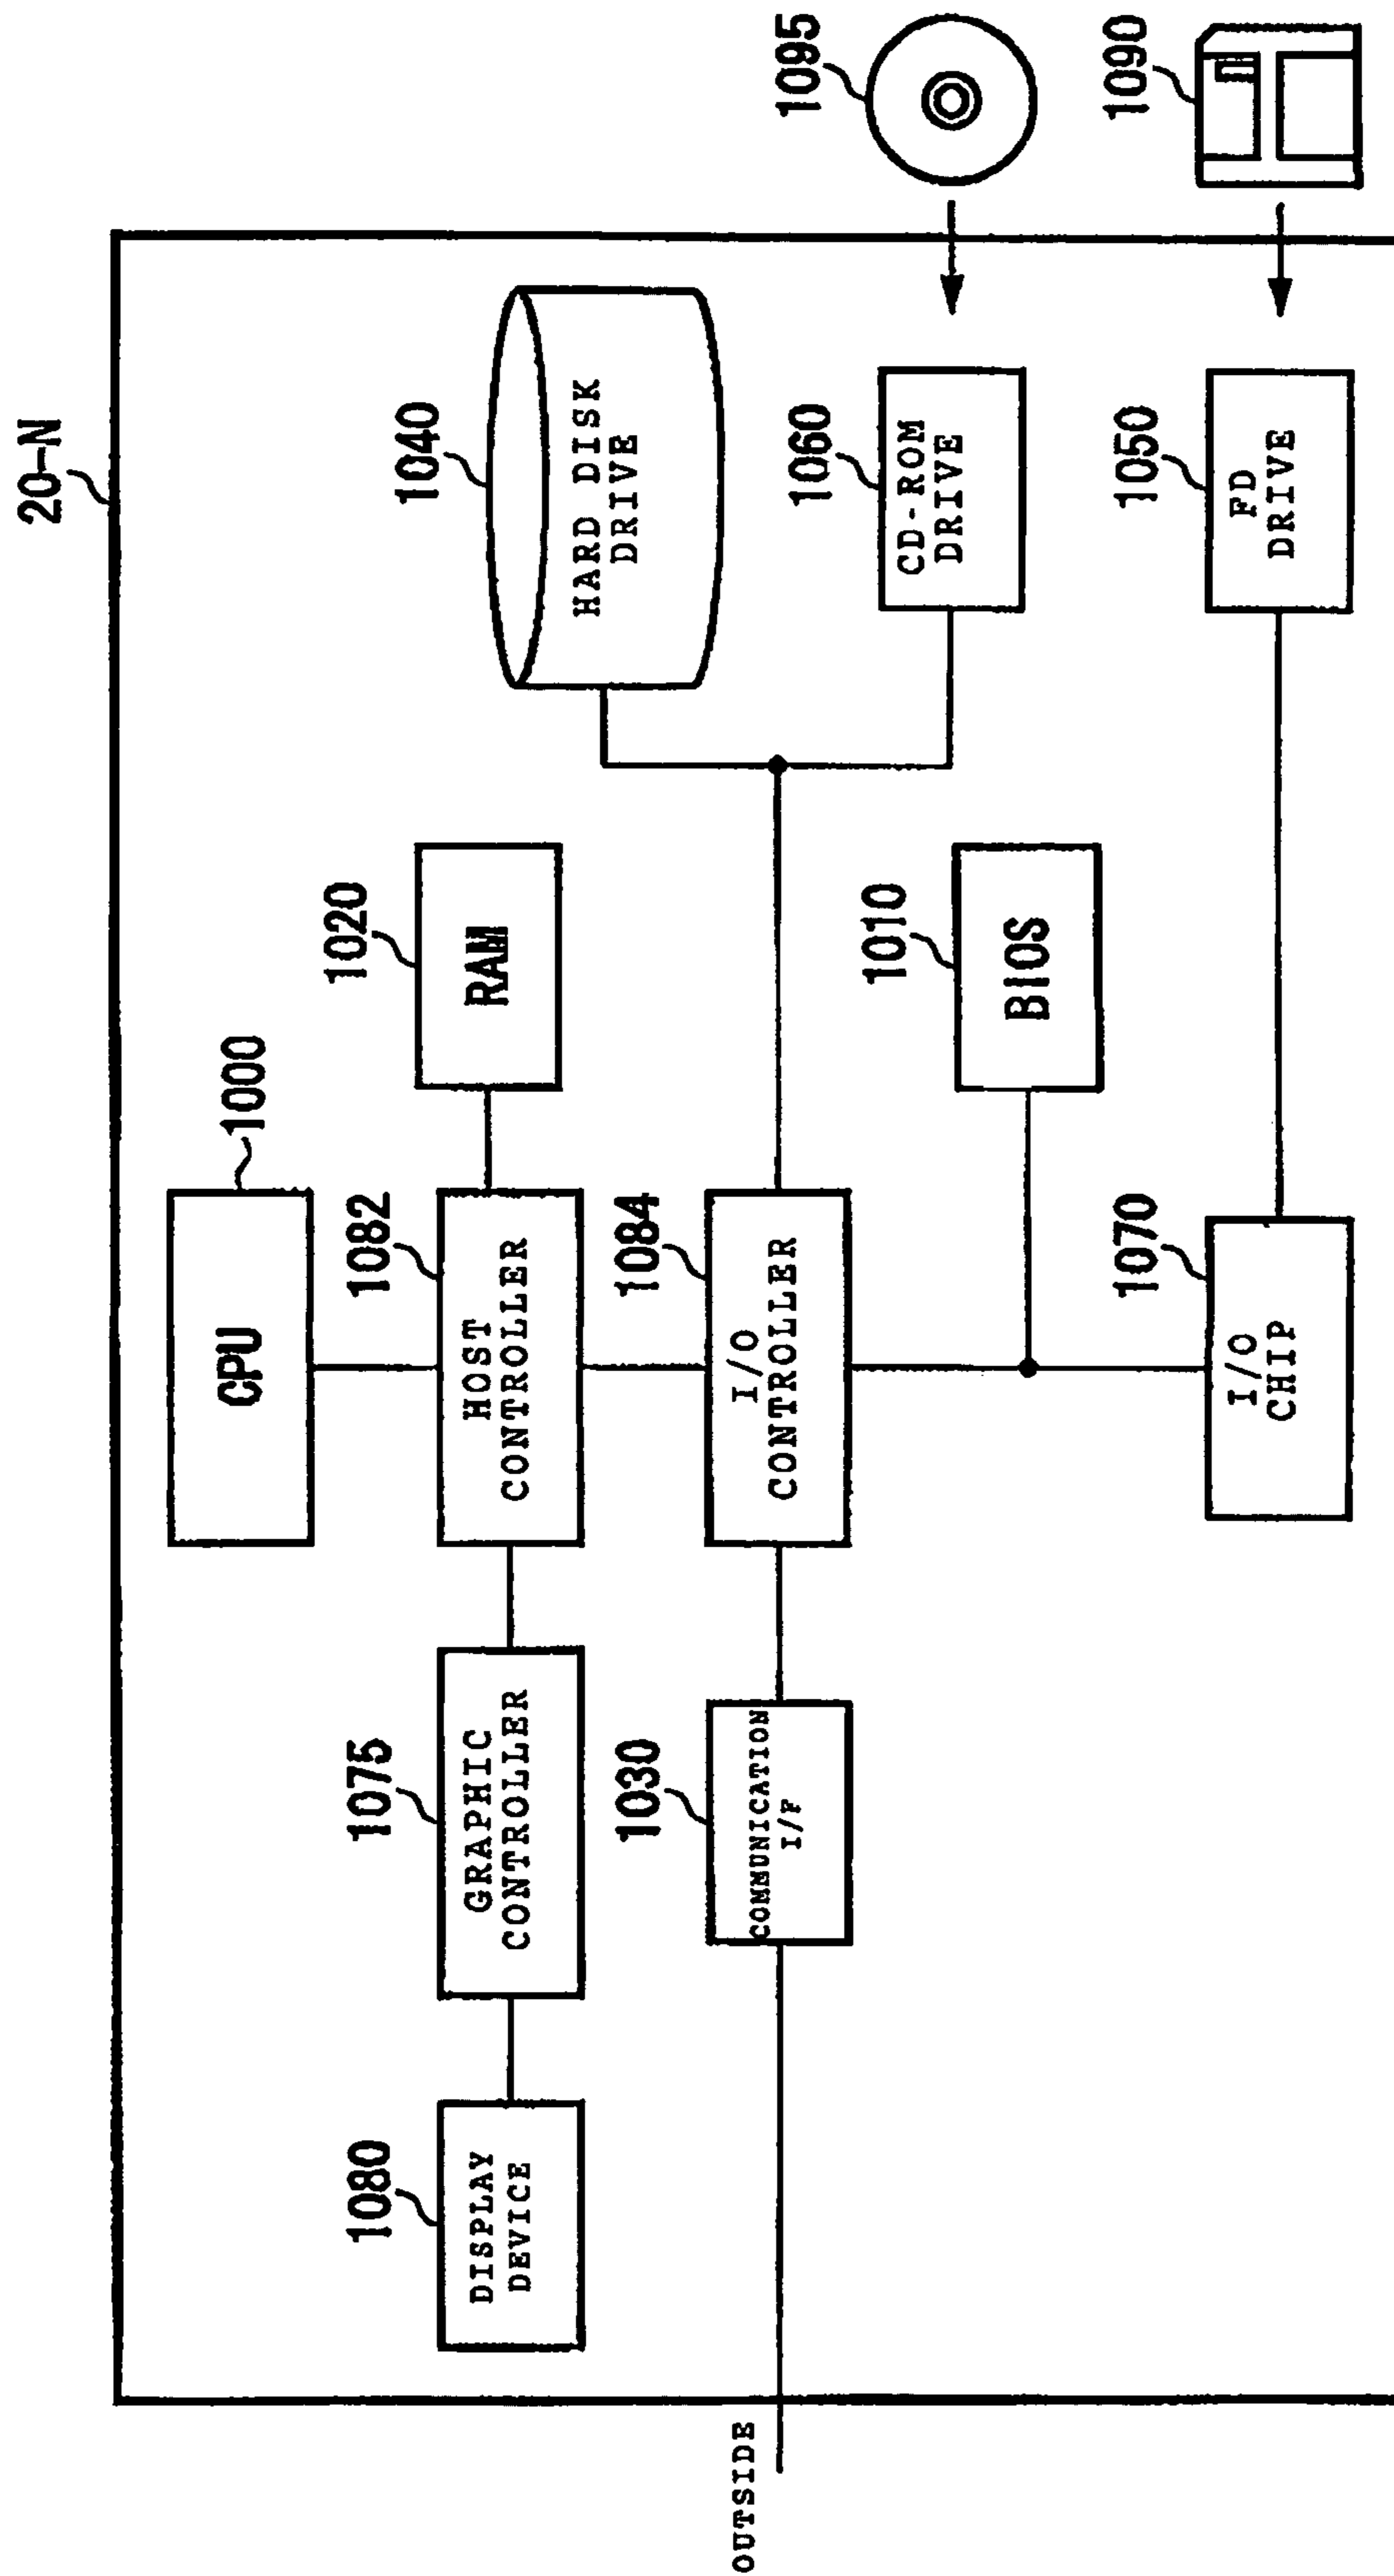 20-N
CPU
1000
1020
RAM
1040
HARD DISK
DRIVE
1080
DISPLAY
DEVICE
1075
GRAPHIC
CONTROLLER
1082
HOST
CONTROLLER
1030
COMMUNICATION
I/F
1084
I/O
CONTROLLER
OUTSIDE
1060
CD-ROM
DRIVE
1095
1010
BIOS
1070
I/O
CHIP
1050
FD
DRIVE
1090